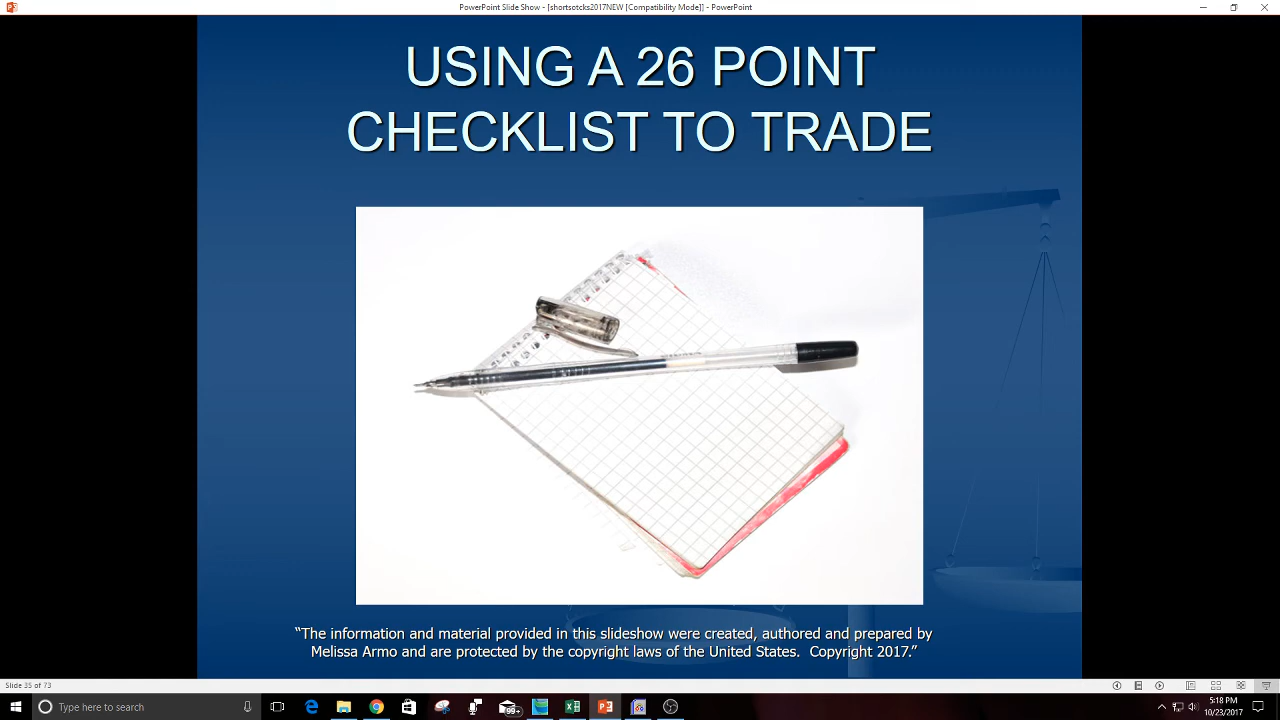 PowerPoint Slide Show - [shortsotcks2017NEW [Compatibility Mode]] - PowerPoint
USING A 26 POINT
CHECKLIST TO TRADE
“The information and material provided in this slideshow were created, authored and prepared by
Melissa Armo and are protected by the copyright laws of the United States. Copyright 2017.”
Slide 35 of 73
Type here to search
99+
5:18 PM
10/23/2017